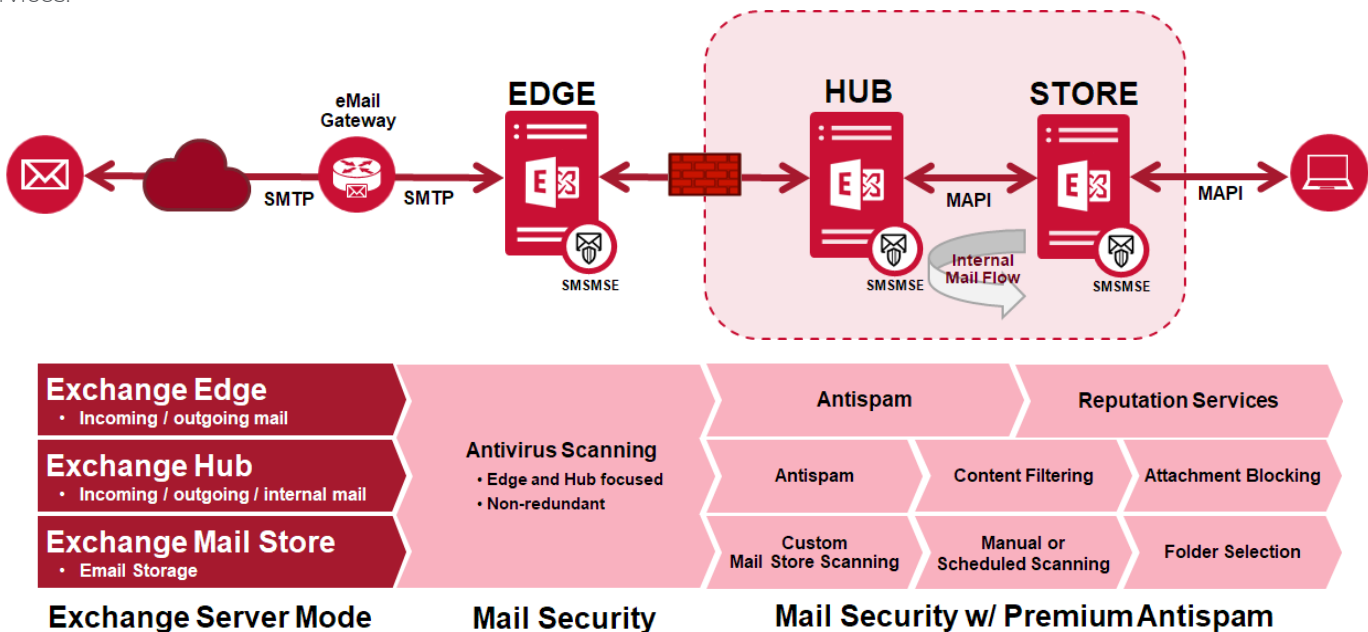 eMail
Gateway
EDGE
HUB
STORE
SMTP
SMTP
MAPI
MAPI
E
E
E
Internal
Mail Flow
SMSMSE
SMSMSE
SMSMSE
Exchange Edge
• Incoming / outgoing mail
Antispam
Reputation Services
Exchange Hub
• Incoming / outgoing / internal mail
Antivirus Scanning
• Edge and Hub focused
• Non-redundant
Antispam
Content Filtering
Attachment Blocking
Exchange Mail Store
• Email Storage
Custom
Mail Store Scanning
Manual or
Scheduled Scanning
Folder Selection
Exchange Server Mode
Mail Security
Mail Security w/ Premium Antispam